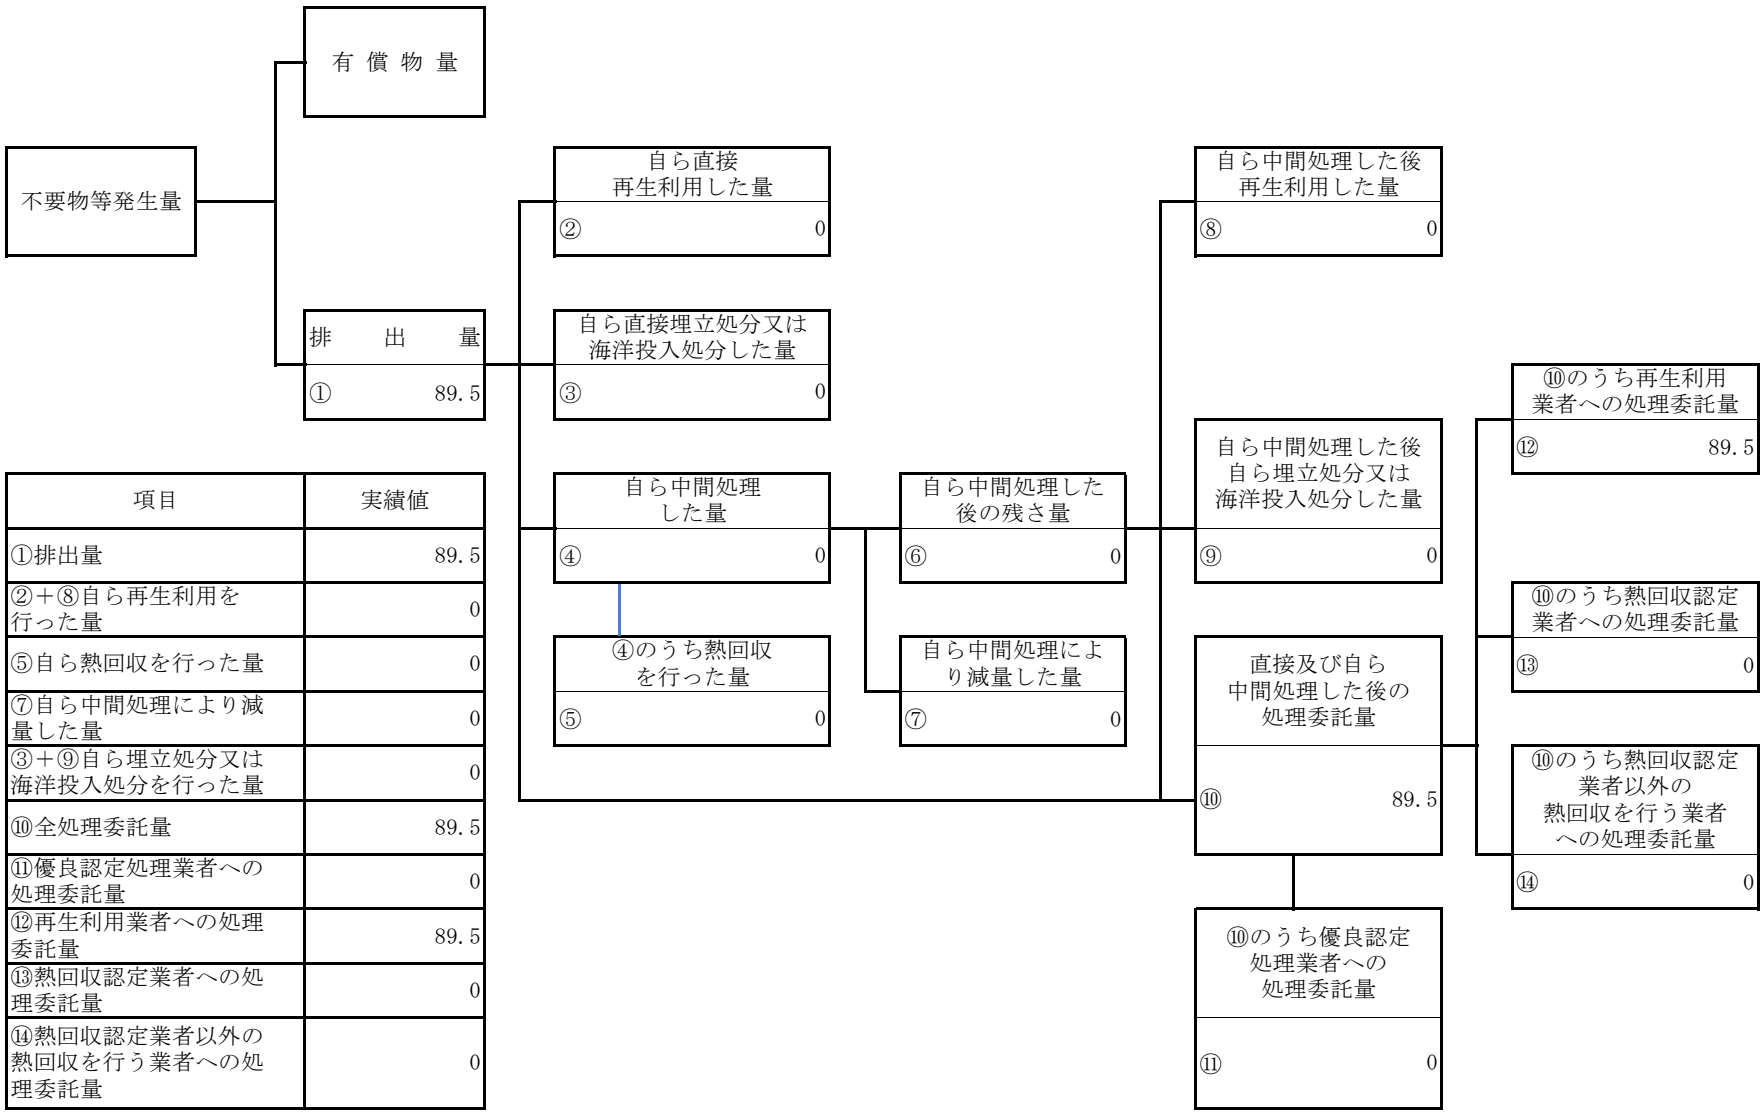 有償物量
不要物等発生量
排出量
① 89.5
自ら直接
再生利用した量
② 0
自ら直接埋立処分又は
海洋投入処分した量
③ 0
自ら中間処理
した量
④ 0
④のうち熱回収
を行った量
⑤ 0
自ら中間処理した
後の残さ量
⑥ 0
自ら中間処理によ
り減量した量
⑦ 0
自ら中間処理した後
再生利用した量
⑧ 0
自ら中間処理した後
自ら埋立処分又は
海洋投入処分した量
⑨ 0
直接及び自ら
中間処理した後の
処理委託量
⑩ 89.5
⑩のうち優良認定
処理業者への
処理委託量
⑪ 0
⑩のうち再生利用
業者への処理委託量
⑫ 89.5
⑩のうち熱回収認定
業者への処理委託量
⑬ 0
⑩のうち熱回収認定
業者以外の
熱回収を行う業者
への処理委託量
⑭ 0
項目 実績値
①排出量 89.5
②＋⑧自ら再生利用を
行った量 0
⑤自ら熱回収を行った量 0
⑦自ら中間処理により減
量した量 0
③＋⑨自ら埋立処分又は
海洋投入処分を行った量 0
⑩全処理委託量 89.5
⑪優良認定処理業者への
処理委託量 0
⑫再生利用業者への処理
委託量 89.5
⑬熱回収認定業者への処
理委託量 0
⑭熱回収認定業者以外の
熱回収を行う業者への処
理委託量 0